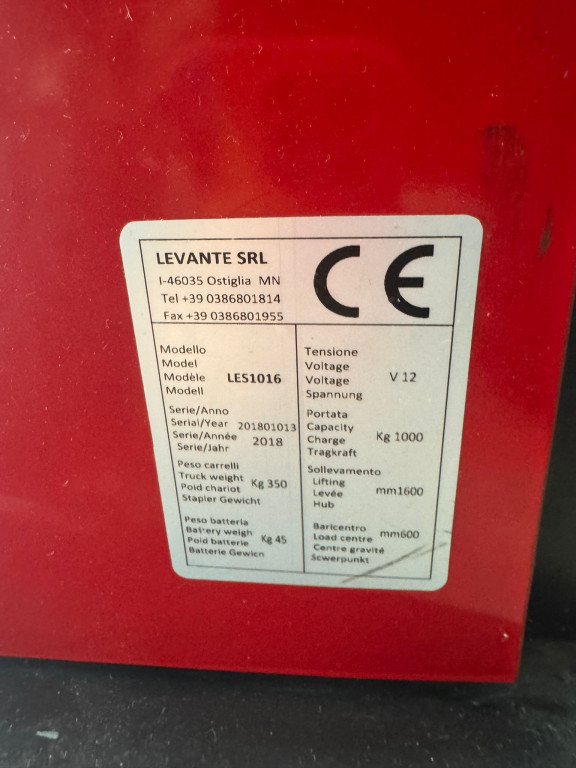 LEVANTE SRL
I-46035 Ostiglia MN
Tel +39 0386801814
Fax +39 0386801955
CE
Modello
Model
Modèle LES1016
Modell
Serie/Anno
Serial/Year 201801013
Serie/Année 2018
Serie/Jahr
Peso carrelli
Truck weight Kg 350
Poid chariot
Stapler Gewicht
Peso batteria
Battery weigh Kg 45
Poid batterie
Batterie Gewicn
Tensione
Voltage
Voltage V 12
Spannung
Portata
Capacity
Charge Kg 1000
Tragkraft
Sollevamento
Lifting
Levée mm1600
Hub
Baricentro
Load centre mm600
Centre gravité
Scwerpunkt